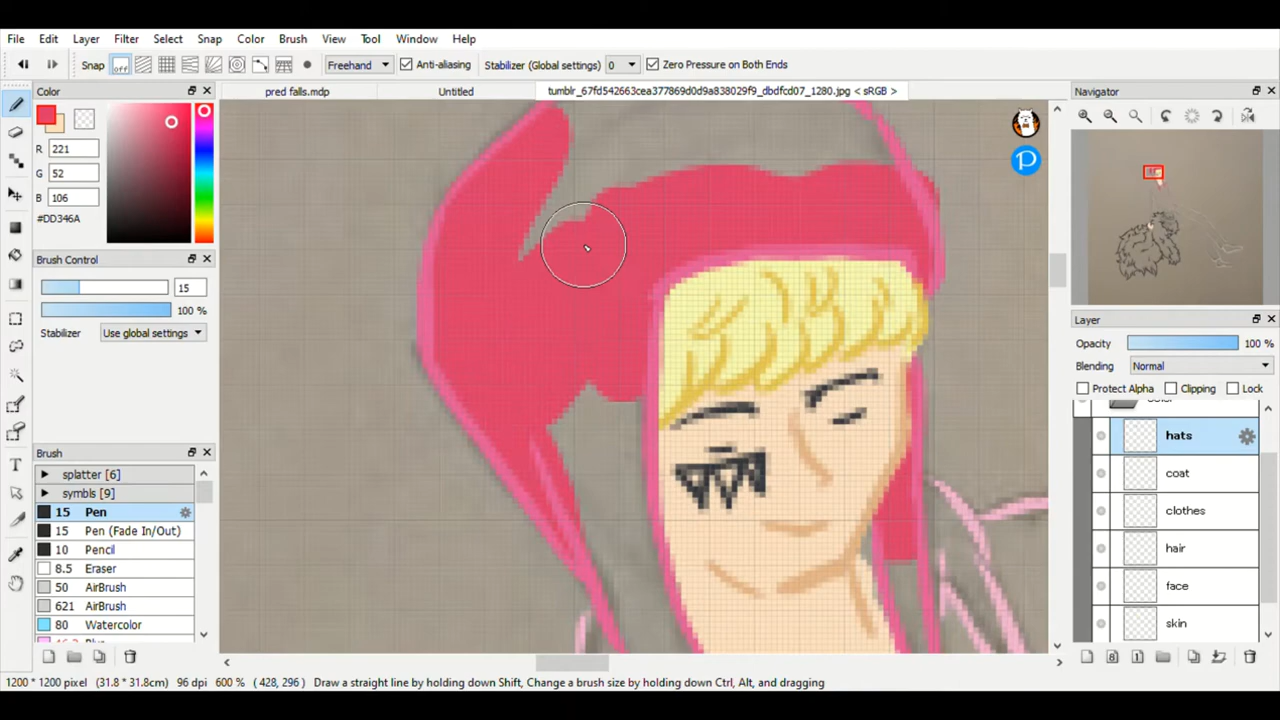 File Edit Layer Filter Select Snap Color Brush View Tool Window Help
Snap off Freehand Anti-aliasing Stabilizer (Global settings) 0 Zero Pressure on Both Ends
Color
pred falls.mdp Untitled tumblr_67fd542663cea377869d0d9a838029f9_dbdfcd07_1280.jpg < sRGB >
Navigator
R 221
G 52
B 106
#DD346A
Brush Control
15
100 %
Stabilizer Use global settings
Layer
Opacity 100 %
Blending Normal
Protect Alpha Clipping Lock
hats
coat
clothes
hair
face
skin
Brush
splatter [6]
symbls [9]
15 Pen
15 Pen (Fade In/Out)
10 Pencil
8.5 Eraser
50 AirBrush
621 AirBrush
80 Watercolor
8 1
1200 * 1200 pixel (31.8 * 31.8cm) 96 dpi 600 % ( 428, 296 ) Draw a straight line by holding down Shift, Change a brush size by holding down Ctrl, Alt, and dragging